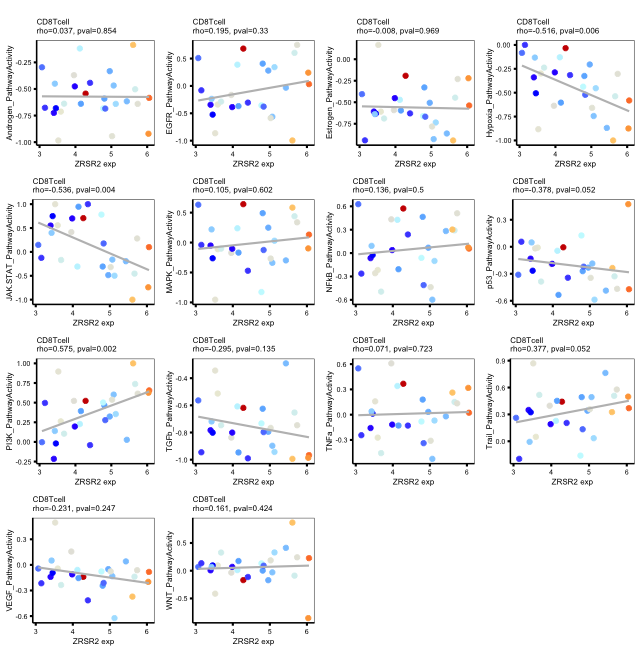 CD8Tcell
rho=0.037, pval=0.854
Androgen_PathwayActivity
-0.25
-0.50
-0.75
-1.00
3
4
5
6
ZRSR2 exp
CD8Tcell
rho=0.195, pval=0.33
EGFR_PathwayActivity
0.5
0.0
-0.5
-1.0
3
4
5
6
ZRSR2 exp
CD8Tcell
rho=-0.008, pval=0.969
Estrogen_PathwayActivity
0.00
-0.25
-0.50
-0.75
3
4
5
6
ZRSR2 exp
CD8Tcell
rho=-0.516, pval=0.006
Hypoxia_PathwayActivity
0.00
-0.25
-0.50
-0.75
-1.00
3
4
5
6
ZRSR2 exp
CD8Tcell
rho=-0.536, pval=0.004
JAK.STAT_PathwayActivity
1.0
0.5
0.0
-0.5
-1.0
3
4
5
6
ZRSR2 exp
CD8Tcell
rho=0.105, pval=0.602
MAPK_PathwayActivity
0.5
0.0
-0.5
-1.0
3
4
5
6
ZRSR2 exp
CD8Tcell
rho=0.136, pval=0.5
NFkB_PathwayActivity
0.6
0.3
0.0
-0.3
-0.6
3
4
5
6
ZRSR2 exp
CD8Tcell
rho=-0.378, pval=0.052
p53_PathwayActivity
0.3
0.0
-0.3
-0.6
3
4
5
6
ZRSR2 exp
CD8Tcell
rho=0.575, pval=0.002
PI3K_PathwayActivity
1.00
0.75
0.50
0.25
0.00
-0.25
3
4
5
6
ZRSR2 exp
CD8Tcell
rho=-0.295, pval=0.135
TGFb_PathwayActivity
-0.4
-0.6
-0.8
-1.0
3
4
5
6
ZRSR2 exp
CD8Tcell
rho=0.071, pval=0.723
TNFa_PathwayActivity
0.6
0.3
0.0
-0.3
3
4
5
6
ZRSR2 exp
CD8Tcell
rho=0.377, pval=0.052
Trail_PathwayActivity
0.9
0.6
0.3
0.0
3
4
5
6
ZRSR2 exp
CD8Tcell
rho=-0.231, pval=0.247
VEGF_PathwayActivity
0.3
0.0
-0.3
-0.6
3
4
5
6
ZRSR2 exp
CD8Tcell
rho=0.161, pval=0.424
WNT_PathwayActivity
0.5
0.0
-0.5
3
4
5
6
ZRSR2 exp